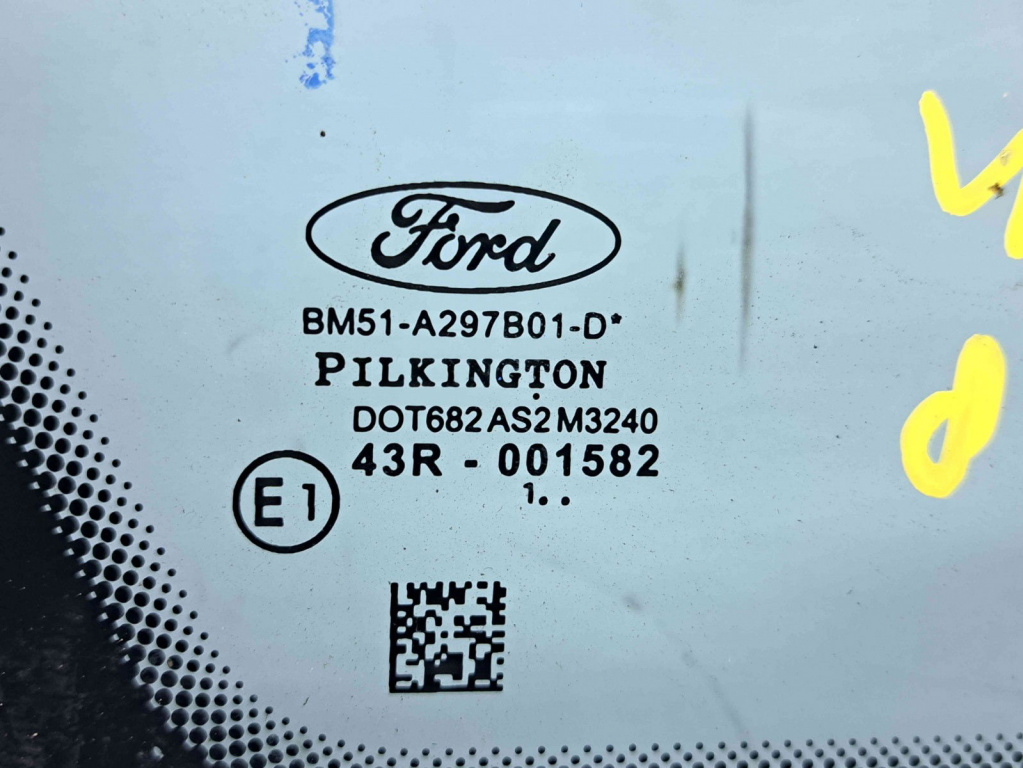 Ford
BM51-A297B01-D*
PILKINGTON
DOT682 AS2 M3240
43R - 001582
E1
1..